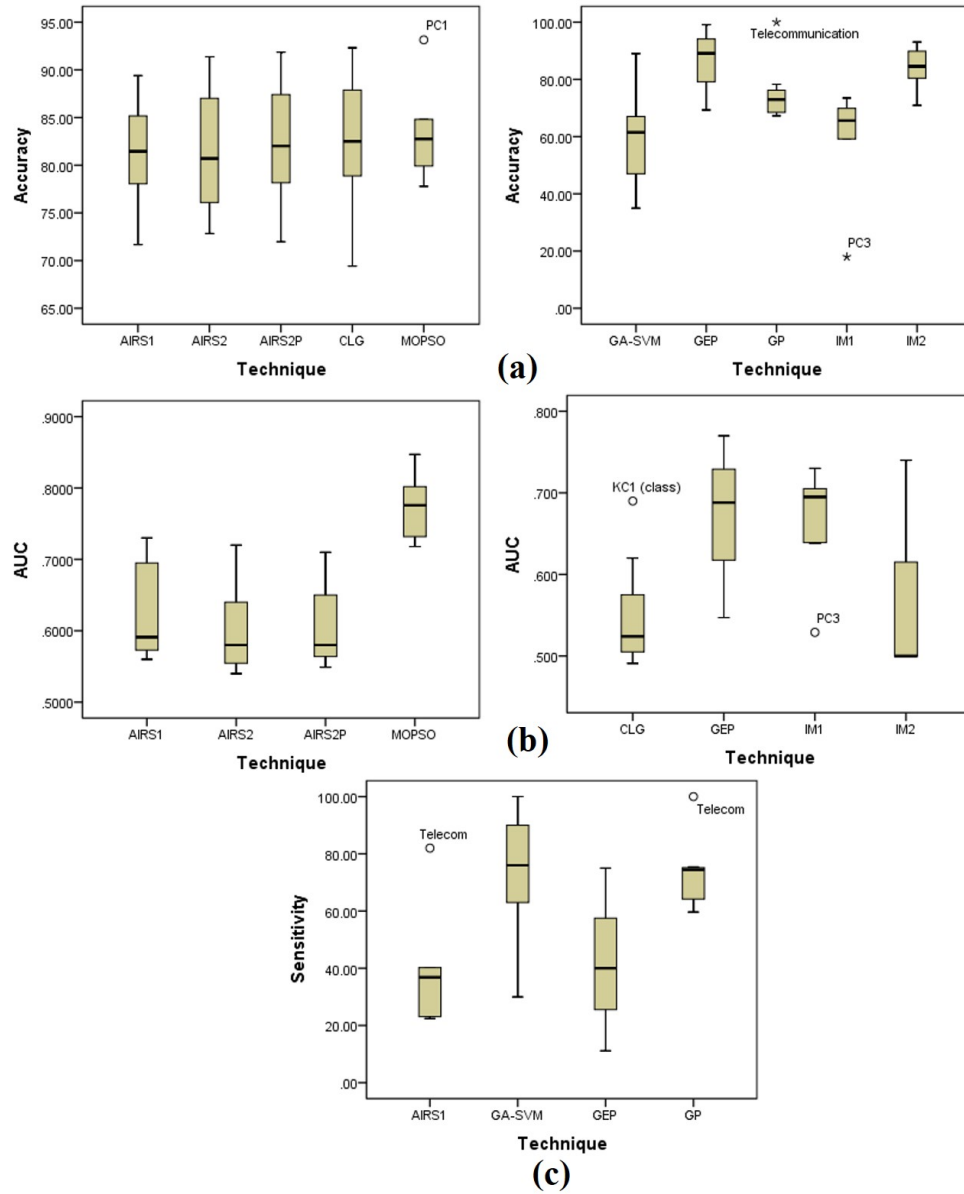 95.00
90.00
85.00
80.00
75.00
70.00
65.00
Accuracy
PC1
AIRS1 AIRS2 AIRS2P CLG MOPSO
Technique
100.00
80.00
60.00
40.00
20.00
.00
Accuracy
Telecommunication
PC3
GA-SVM GEP GP IM1 IM2
Technique
(a)
.9000
.8000
.7000
.6000
.5000
AUC
AIRS1 AIRS2 AIRS2P MOPSO
Technique
.800
.700
.600
.500
AUC
KC1 (class)
PC3
CLG GEP IM1 IM2
Technique
(b)
100.00
80.00
60.00
40.00
20.00
.00
Sensitivity
Telecom
Telecom
AIRS1 GA-SVM GEP GP
Technique
(c)